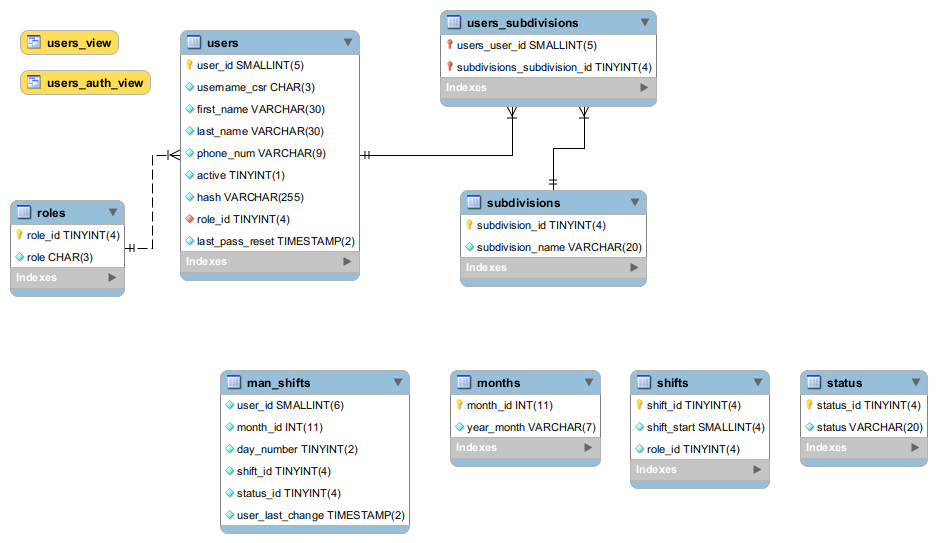 users_view
users_auth_view
users
user_id SMALLINT(5)
username_csr CHAR(3)
first_name VARCHAR(30)
last_name VARCHAR(30)
phone_num VARCHAR(9)
active TINYINT(1)
hash VARCHAR(255)
role_id TINYINT(4)
last_pass_reset TIMESTAMP(2)
Indexes
users_subdivisions
users_user_id SMALLINT(5)
subdivisions_subdivision_id TINYINT(4)
Indexes
roles
role_id TINYINT(4)
role CHAR(3)
Indexes
subdivisions
subdivision_id TINYINT(4)
subdivision_name VARCHAR(20)
Indexes
man_shifts
user_id SMALLINT(6)
month_id INT(11)
day_number TINYINT(2)
shift_id TINYINT(4)
status_id TINYINT(4)
user_last_change TIMESTAMP(2)
months
month_id INT(11)
year_month VARCHAR(7)
Indexes
shifts
shift_id TINYINT(4)
shift_start SMALLINT(4)
role_id TINYINT(4)
Indexes
status
status_id TINYINT(4)
status VARCHAR(20)
Indexes